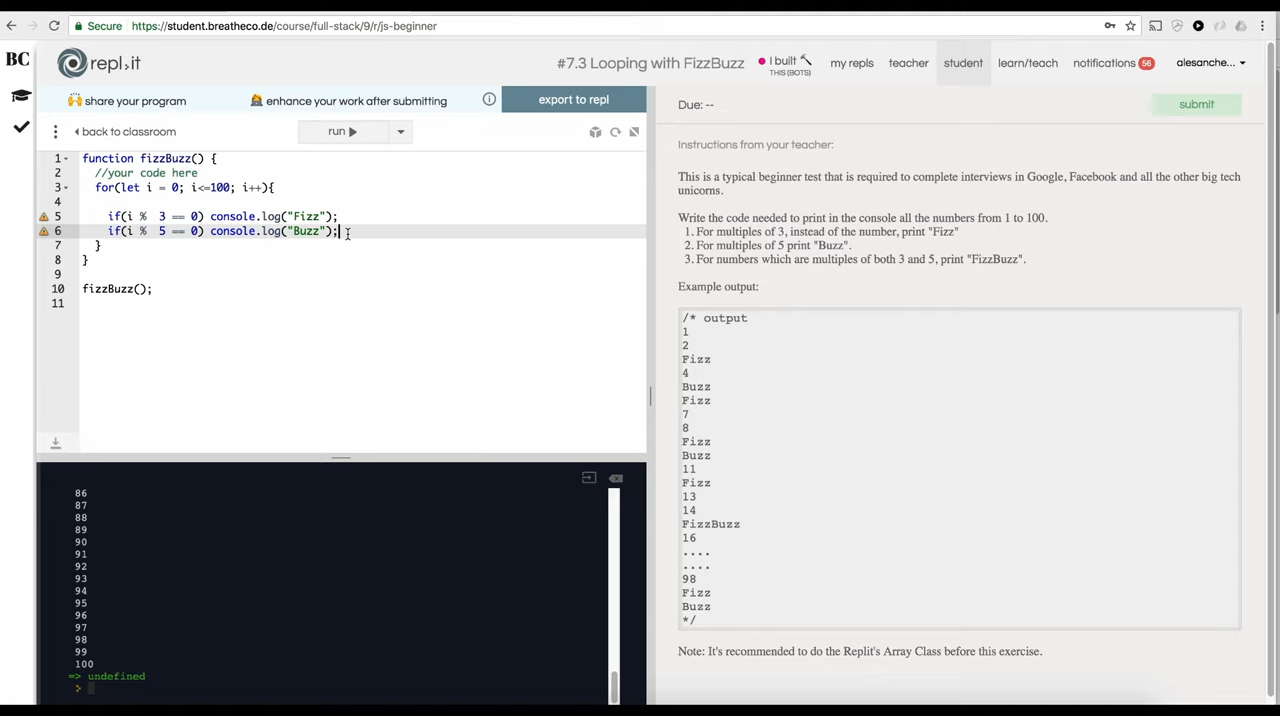 Secure https://student.breatheco.de/course/full-stack/9/r/js-beginner
BC
repl.it
#7.3 Looping with FizzBuzz
I built
THIS (BOTS)
my repls
teacher
student
learn/teach
notifications 56
alesanche...
share your program
enhance your work after submitting
export to repl
back to classroom
run
1 function fizzBuzz() {
2 //your code here
3 for(let i = 0; i<=100; i++){
4
5 if(i % 3 == 0) console.log("Fizz");
6 if(i % 5 == 0) console.log("Buzz");
7 }
8 }
9
10 fizzBuzz();
11
86
87
88
89
90
91
92
93
94
95
96
97
98
99
100
=> undefined
Due: --
submit
Instructions from your teacher:
This is a typical beginner test that is required to complete interviews in Google, Facebook and all the other big tech
unicorns.
Write the code needed to print in the console all the numbers from 1 to 100.
1. For multiples of 3, instead of the number, print "Fizz"
2. For multiples of 5 print "Buzz".
3. For numbers which are multiples of both 3 and 5, print "FizzBuzz".
Example output:
/* output
1
2
Fizz
4
Buzz
Fizz
7
8
Fizz
Buzz
11
Fizz
13
14
FizzBuzz
16
....
....
98
Fizz
Buzz
*/
Note: It's recommended to do the Replit's Array Class before this exercise.